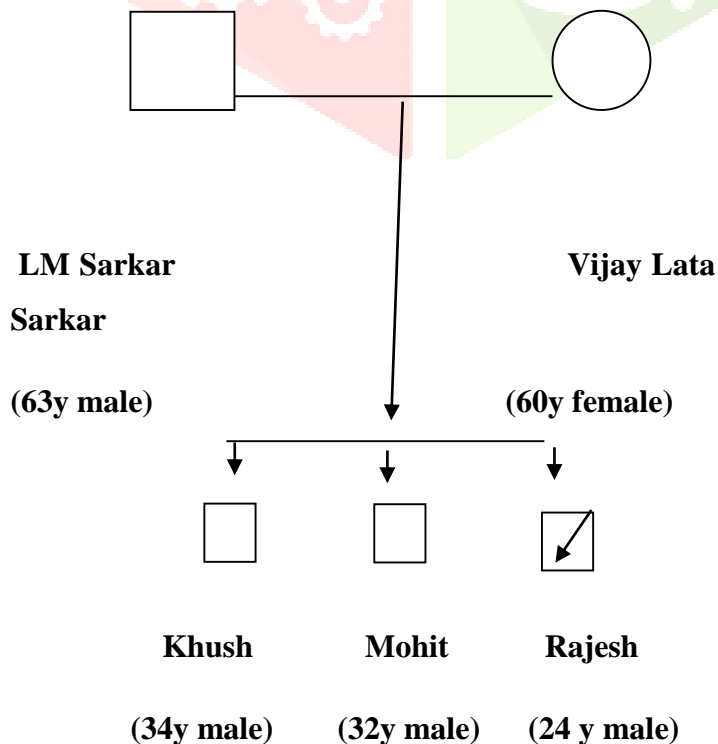 LM Sarkar Vijay Lata
Sarkar
(63y male) (60y female)
Khush Mohit Rajesh
(34y male) (32y male) (24 y male)